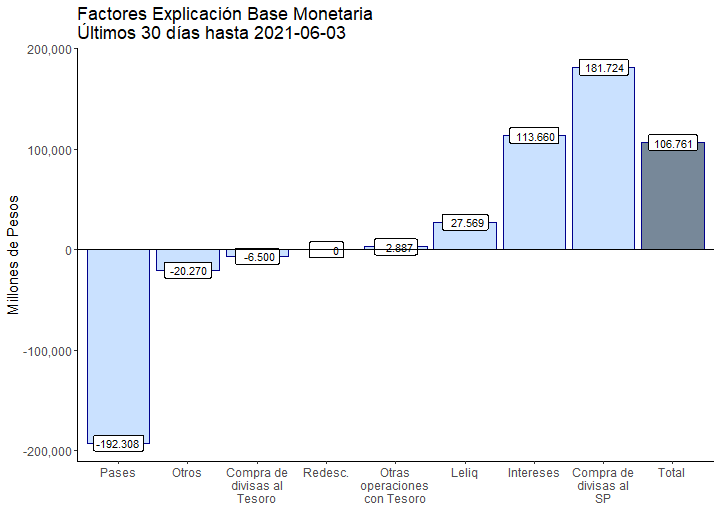 Factores Explicación Base Monetaria
Últimos 30 días hasta 2021-06-03
Millones de Pesos
200,000
100,000
0
-100,000
-200,000
-192.308
-20.270
-6.500
0
2.887
27.569
113.660
181.724
106.761
Pases
Otros
Compra de
divisas al
Tesoro
Redesc.
Otras
operaciones
con Tesoro
Leliq
Intereses
Compra de
divisas al
SP
Total